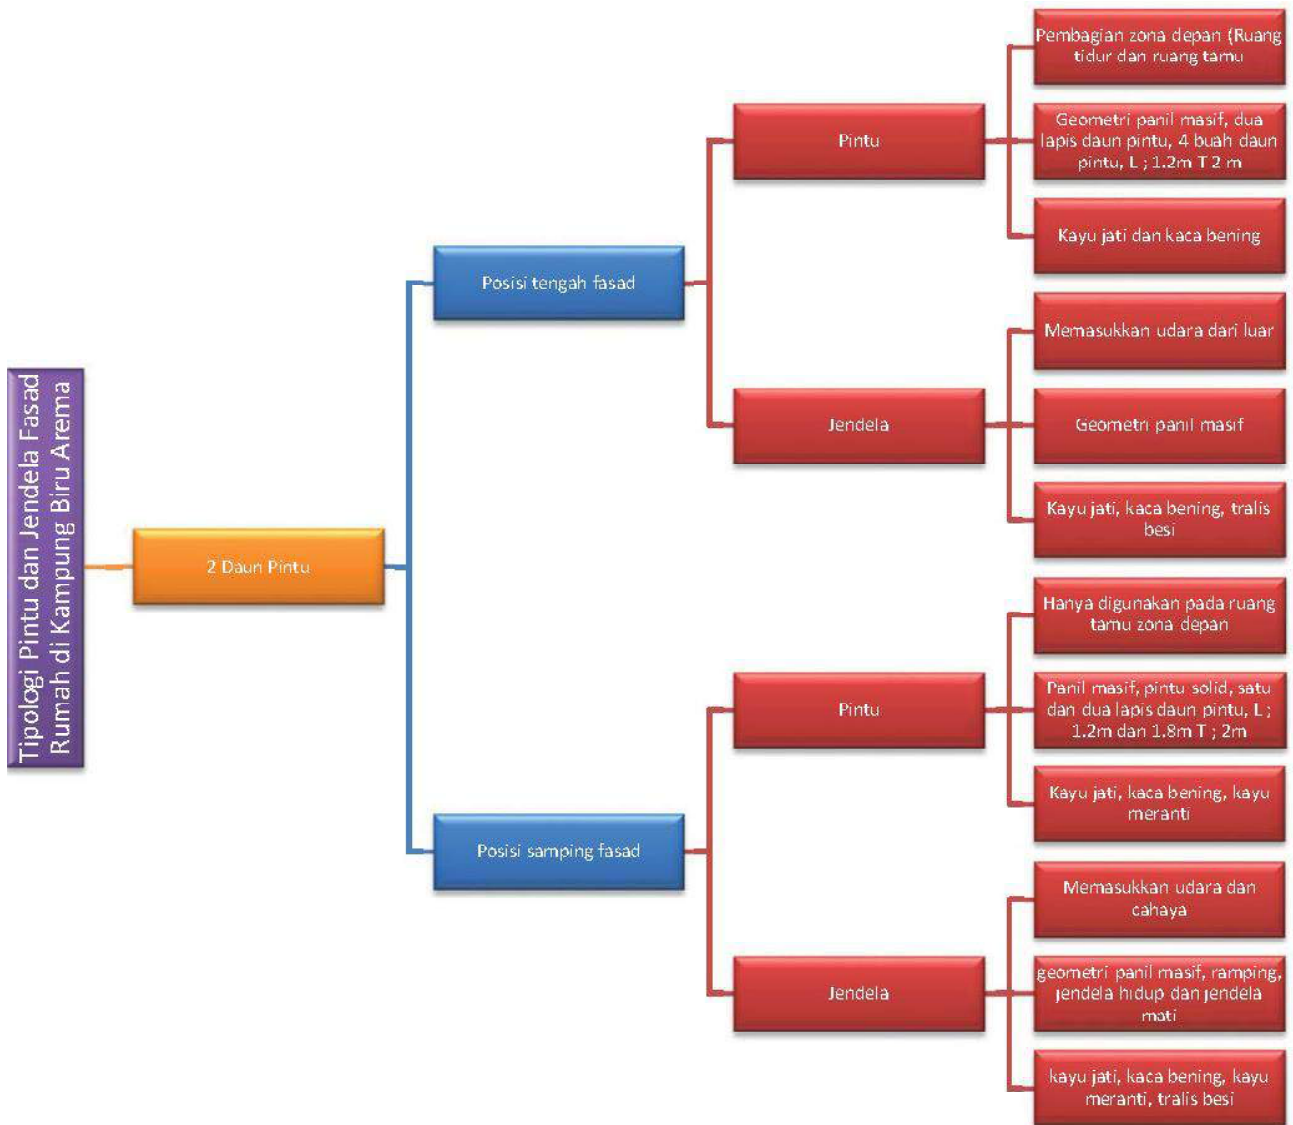 Tipologi Pintu dan Jendela Fasad
Rumah di Kampung Biru Arema
2 Daun Pintu
Posisi tengah fasad
Pintu
Pembagian zona depan (Ruang
tidur dan ruang tamu
Geometri panil masif, dua
lapis daun pintu, 4 buah daun
pintu, L ; 1.2m T 2 m
Kayu jati dan kaca bening
Jendela
Memasukkan udara dari luar
Geometri panil masif
Kayu jati, kaca bening, tralis
besi
Posisi samping fasad
Pintu
Hanya digunakan pada ruang
tamu zona depan
Panil masif, pintu solid, satu
dan dua lapis daun pintu, L ;
1.2m dan 1.8m T ; 2m
Kayu jati, kaca bening, kayu
meranti
Jendela
Memasukkan udara dan
cahaya
geometri panil masif, ramping,
jendela hidup dan jendela
mati
kayu jati, kaca bening, kayu
meranti, tralis besi